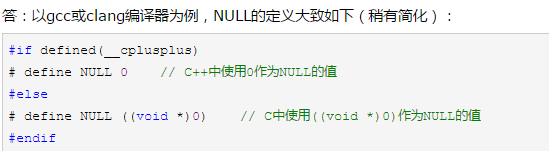 答：以gcc或clang编译器为例，NULL的定义大致如下（稍有简化）：
#if defined(__cplusplus)
# define NULL 0    // C++中使用0作为NULL的值
#else
# define NULL ((void *)0)    // C中使用((void *)0)作为NULL的值
#endif